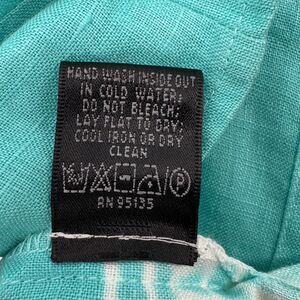 HAND WASH INSIDE OUT
IN COLD WATER;
DO NOT BLEACH;
LAY FLAT TO DRY;
COOL IRON OR DRY
CLEAN
RN 95135